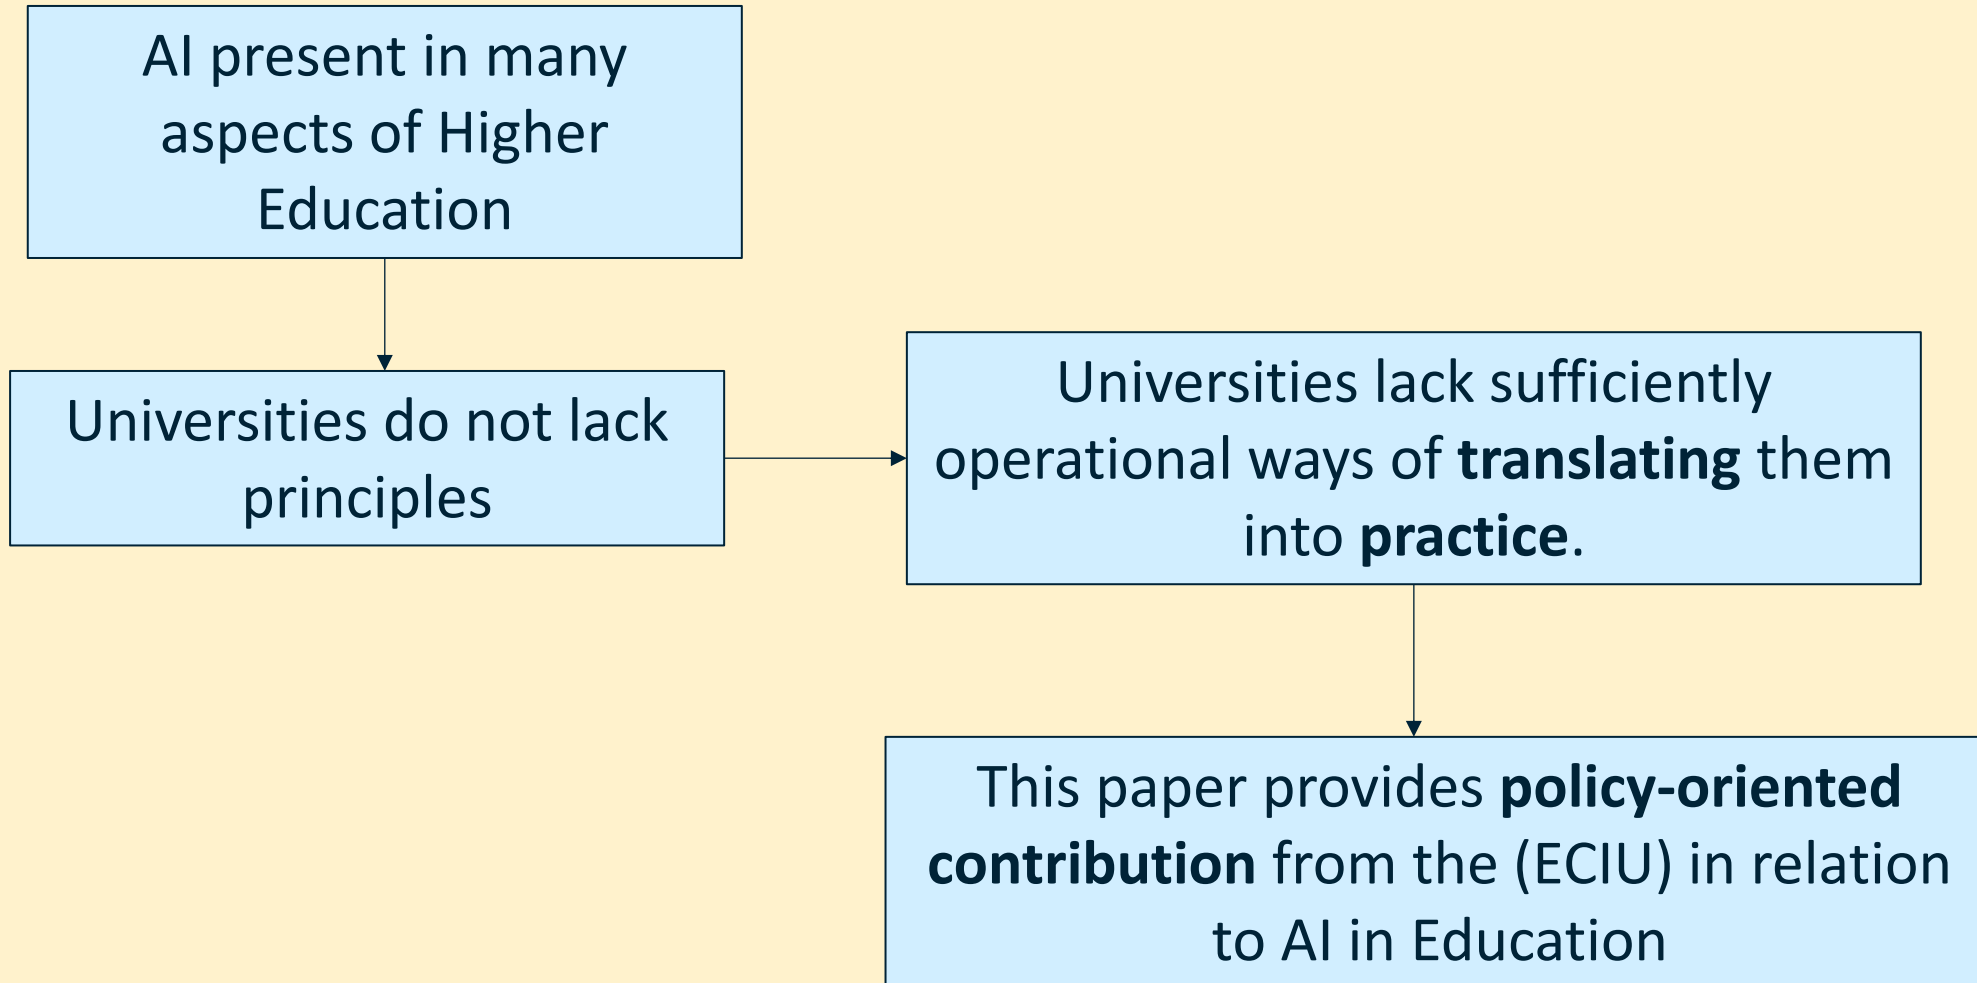 AI present in many
aspects of Higher
Education
Universities do not lack
principles
Universities lack sufficiently
operational ways of translating them
into practice.
This paper provides policy-oriented
contribution from the (ECIU) in relation
to AI in Education